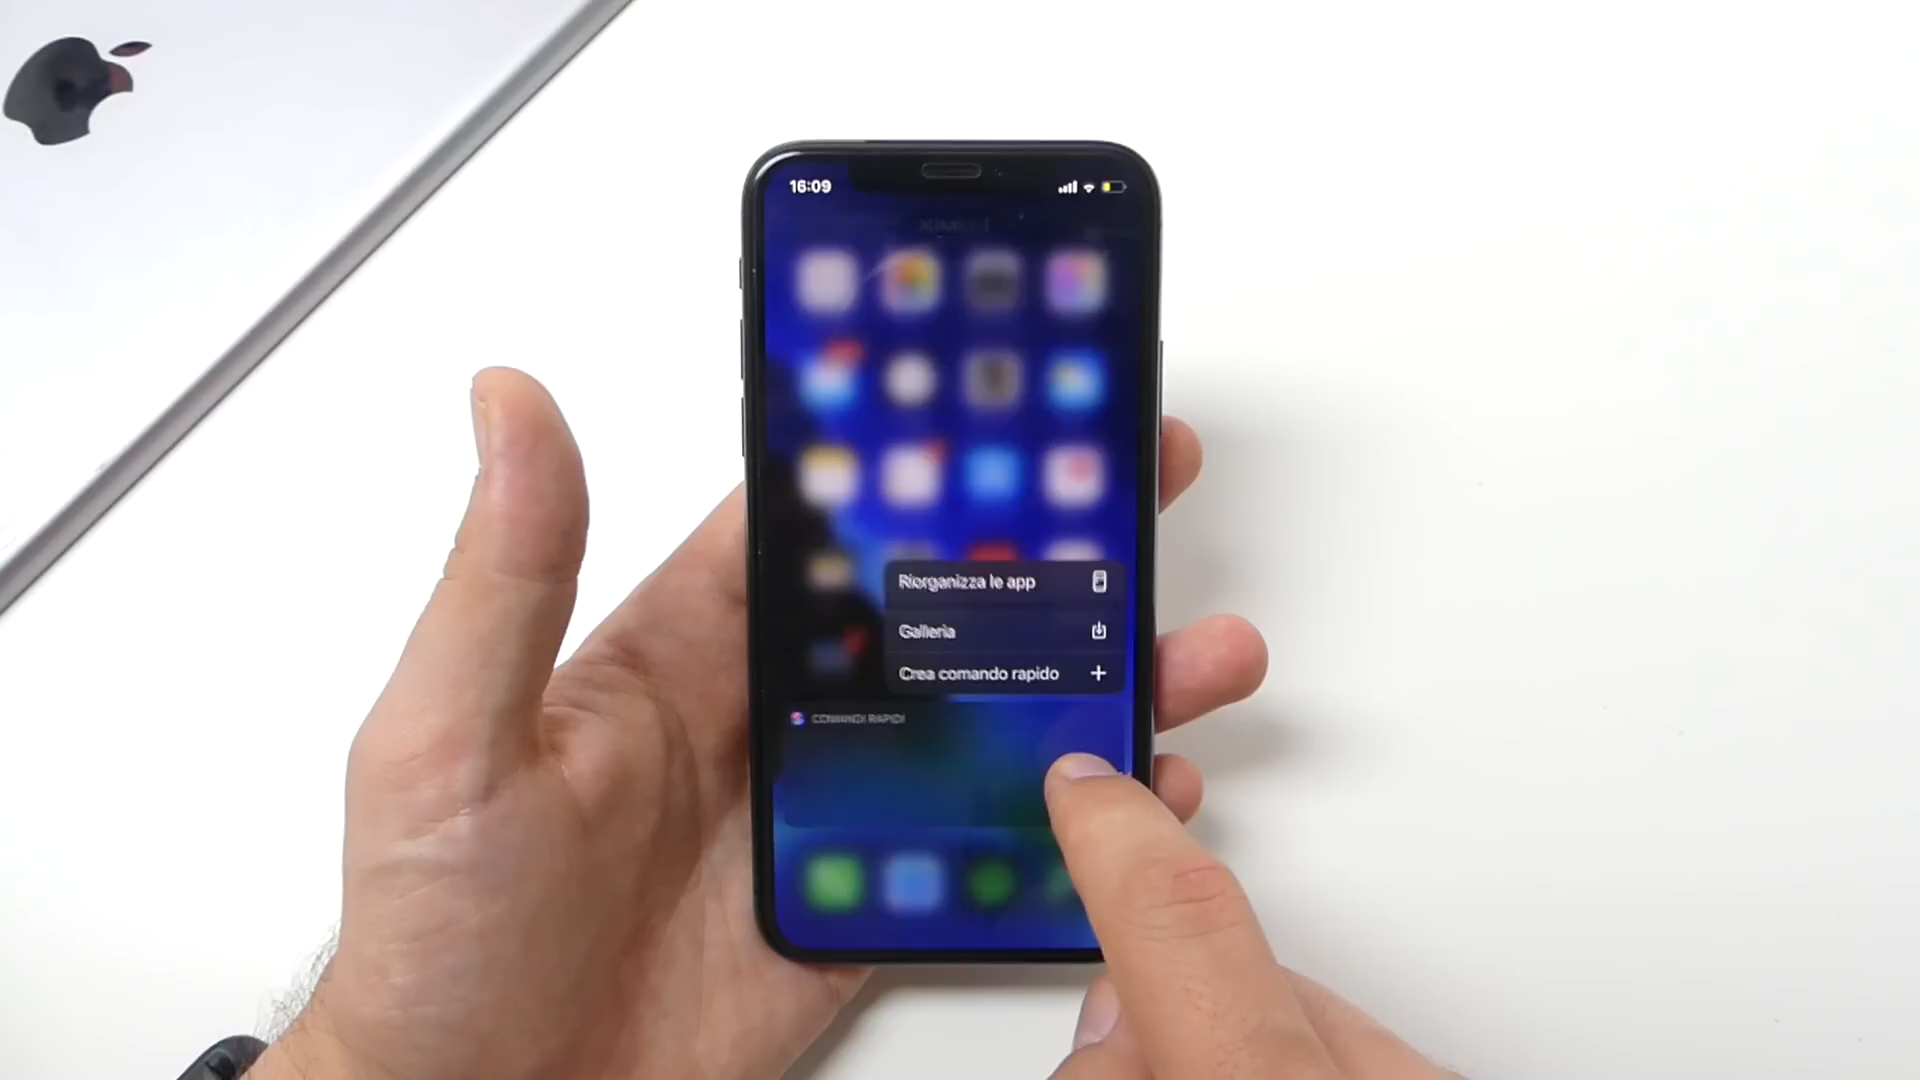 16:09
Riorganizza le app
Galleria
Crea comando rapido
COMANDI RAPIDI